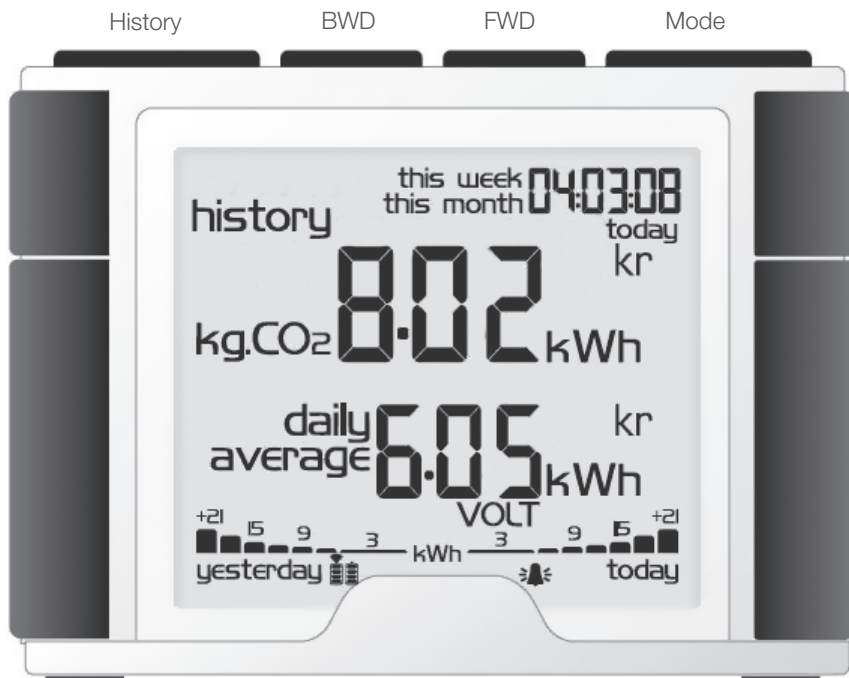 History BWD FWD Mode
this week
this month 04:03:08
history today
kr
8.02
kg.CO2 kWh
daily kr
average 6.05 kWh
VOLT
+21 15 9 3 kWh 3 9 15 +21
yesterday today